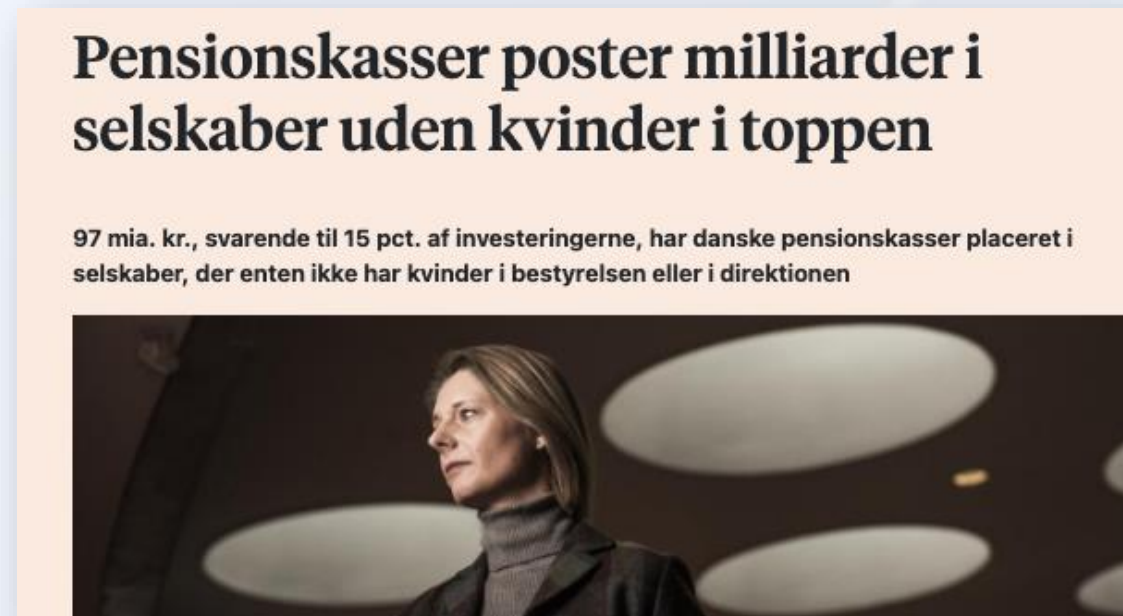 Pensionskasser poster milliarder i
selskaber uden kvinder i toppen
97 mia. kr., svarende til 15 pct. af investeringerne, har danske pensionskasser placeret i
selskaber, der enten ikke har kvinder i bestyrelsen eller i direktionen